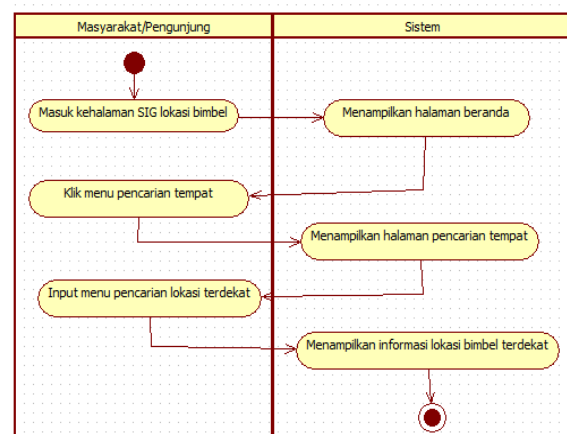 Masyarakat/Pengunjung
Sistem
Masuk kehalaman SIG lokasi bimbel
Menampilkan halaman beranda
Klik menu pencarian tempat
Menampilkan halaman pencarian tempat
Input menu pencarian lokasi terdekat
Menampilkan informasi lokasi bimbel terdekat